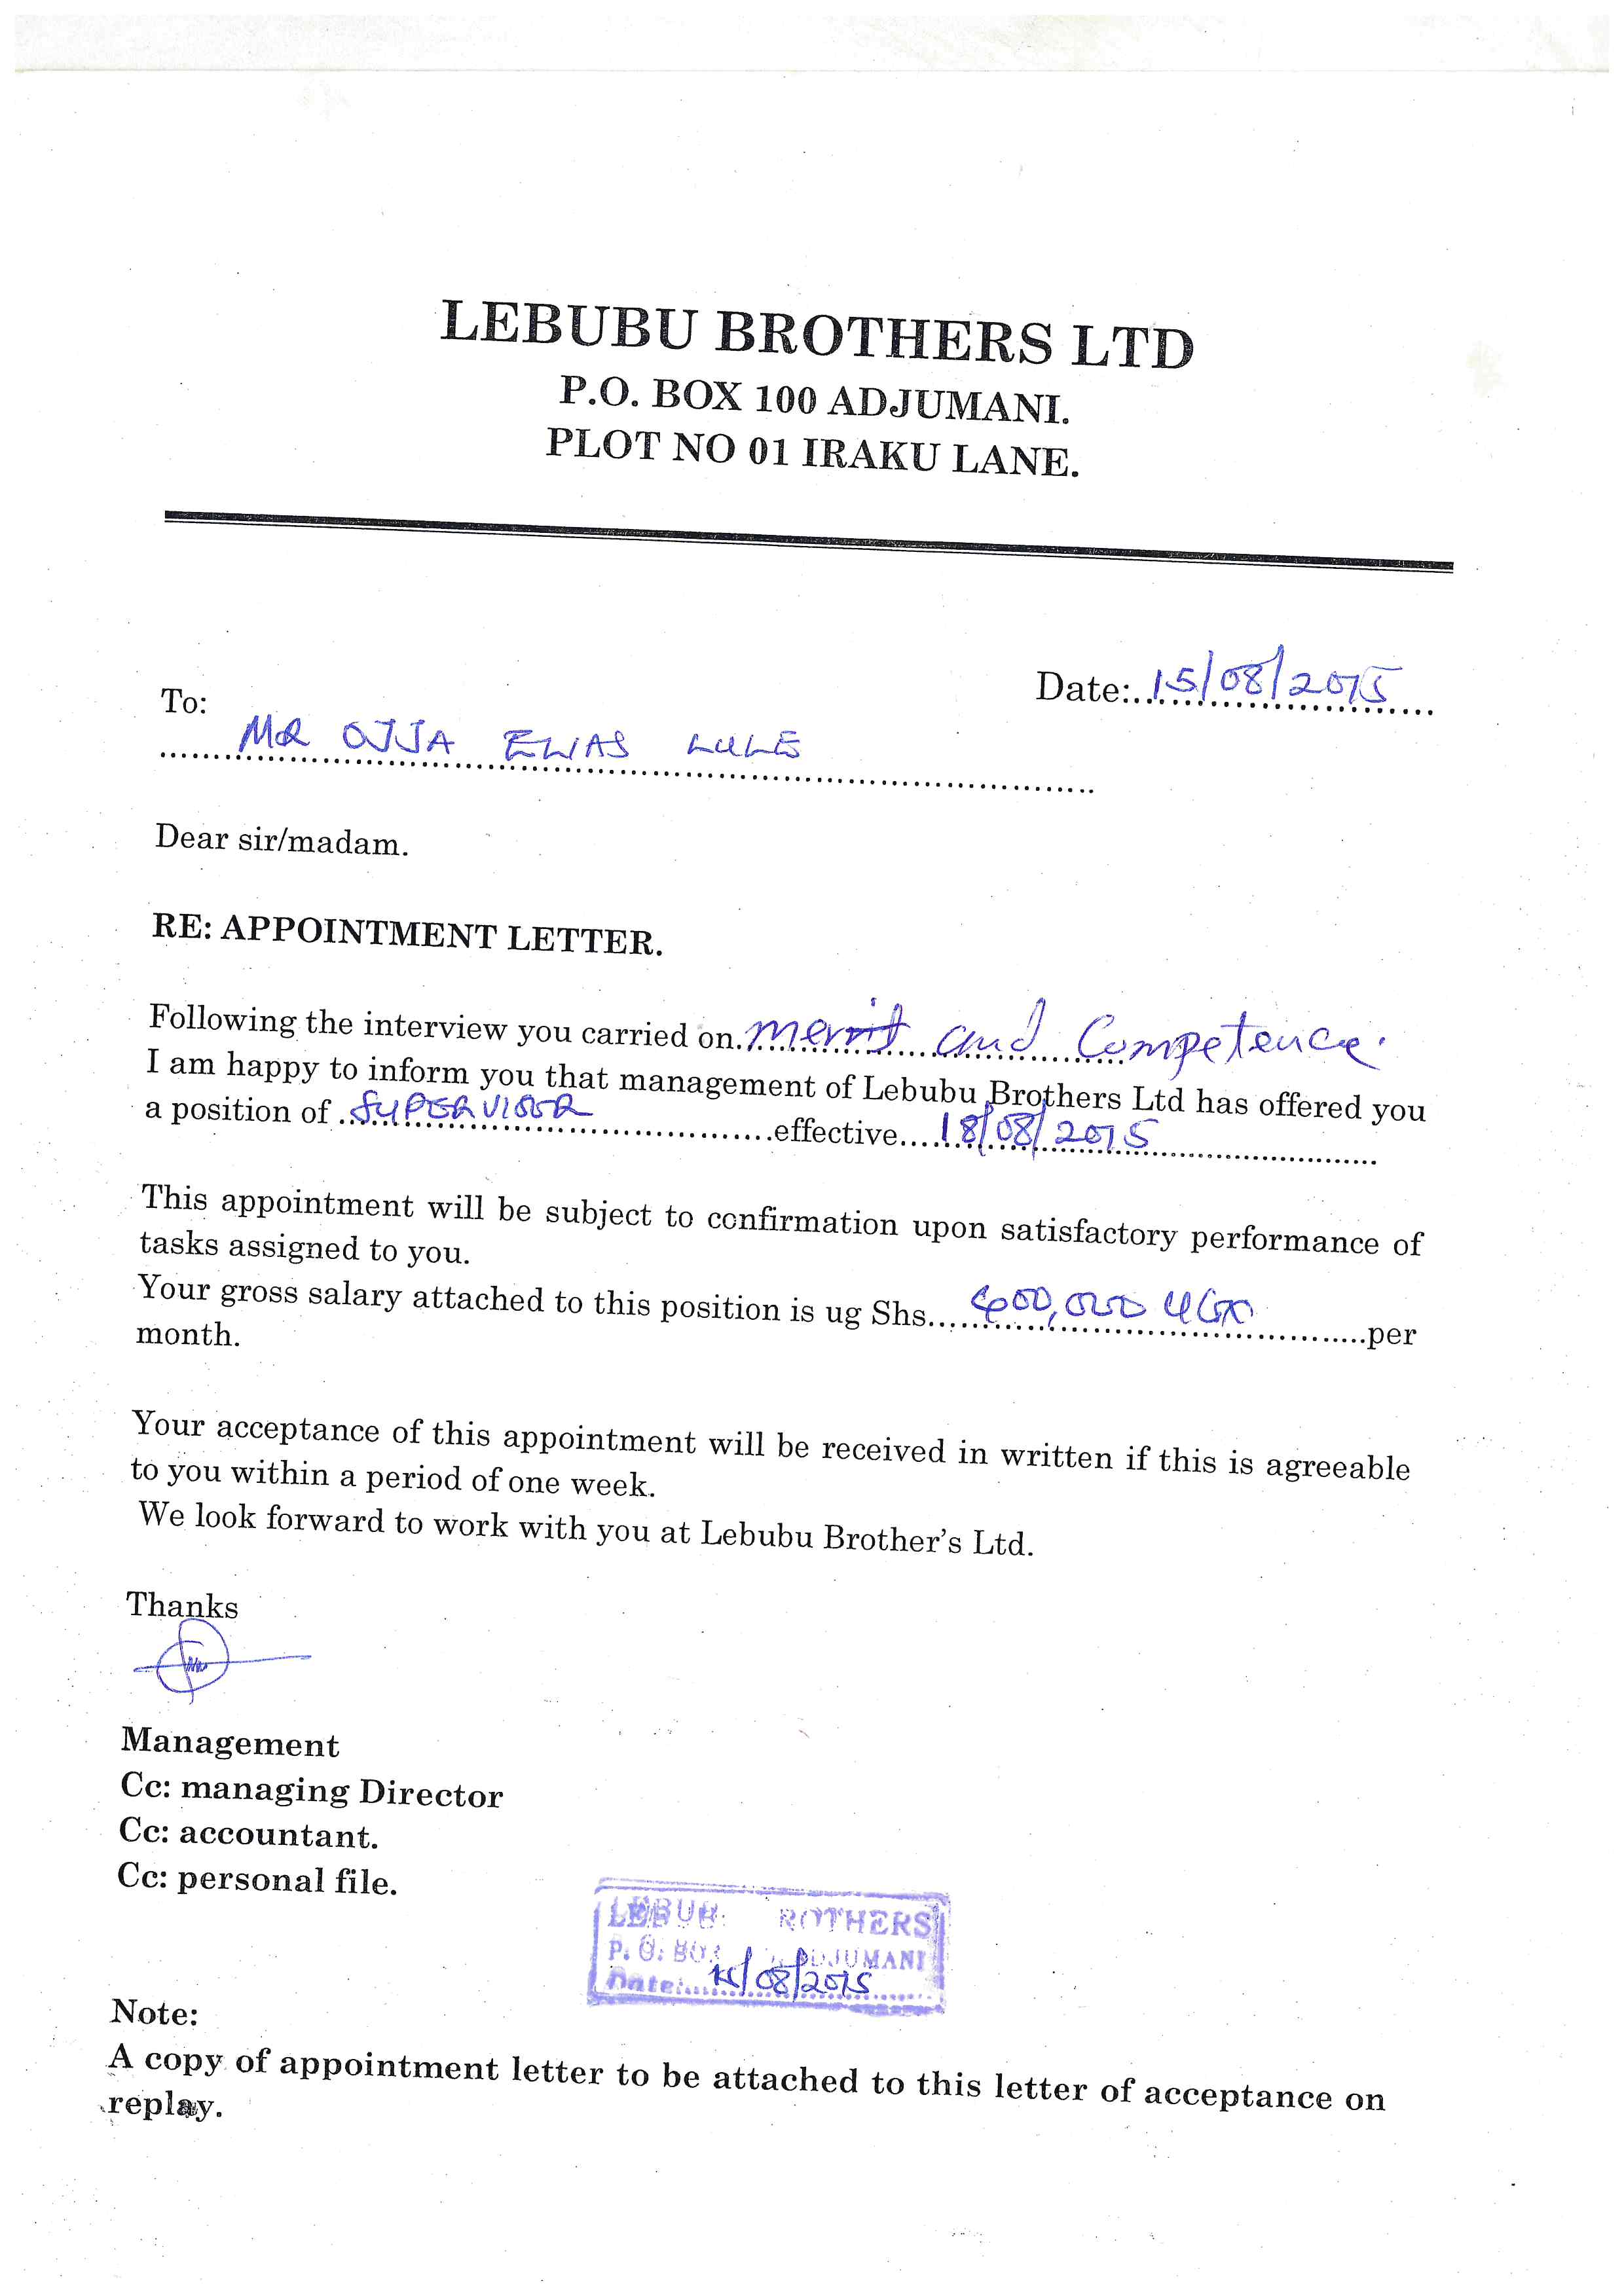 LEBUBU BROTHERS LTD
P.O. BOX 100 ADJUMANI.
PLOT NO 01 IRAKU LANE.
Date:..15/08/2015
To:
MR OJJA ELIAS LULE
Dear sir/madam.
RE: APPOINTMENT LETTER.
Following the interview you carried on. merit and Competence.
I am happy to inform you that management of Lebubu Brothers Ltd has offered you
a position of SUPERVISOR effective 18/08/2015
This appointment will be subject to confirmation upon satisfactory performance of
tasks assigned to you.
Your gross salary attached to this position is ug Shs... ,000 UGX per
month.
Your acceptance of this appointment will be received in written if this is agreeable
to you within a period of one week.
We look forward to work with you at Lebubu Brother's Ltd.
Thanks
Management
Cc: managing Director
Cc: accountant.
Cc: personal file.
LEBUB ROTHERS
P. O. BOX ADJUMANI
Date: /08/2015
Note:
A copy of appointment letter to be attached to this letter of acceptance on
replay.